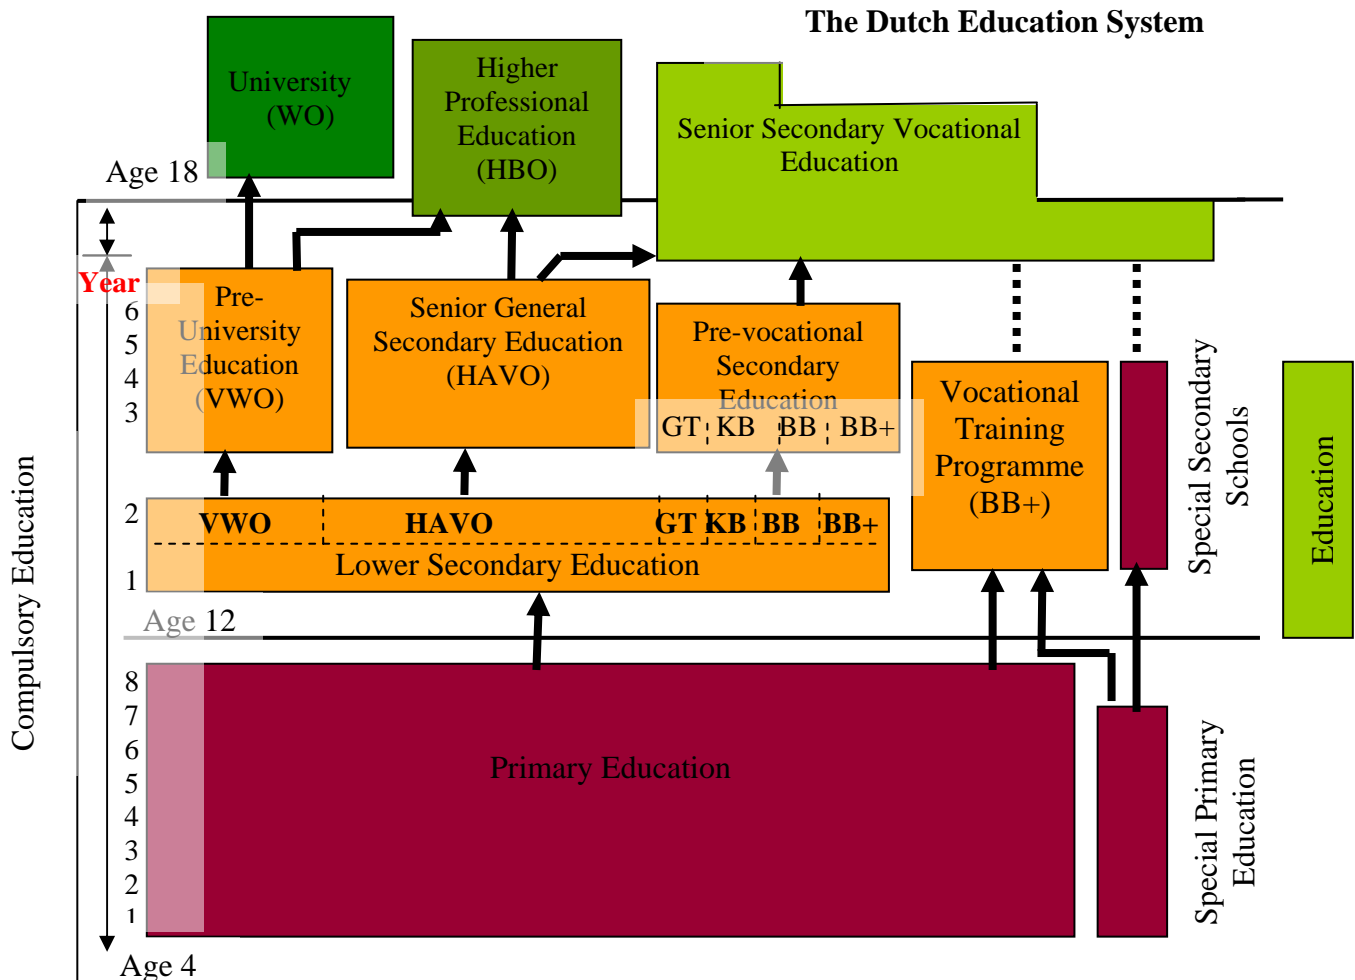 The Dutch Education System
University
(WO)
Higher
Professional
Education
(HBO)
Senior Secondary Vocational
Education
Age 18
Year
6
5
4
3
Pre-
University
Education
(VWO)
Senior General
Secondary Education
(HAVO)
Pre-vocational
Secondary
Education
GT KB BB BB+
Vocational
Training
Programme
(BB+)
Special Secondary
Schools
Education
Compulsory Education
2
VWO HAVO GT KB BB BB+
1
Lower Secondary Education
Age 12
8
7
6
5
4
3
2
1
Primary Education
Special Primary
Education
Age 4